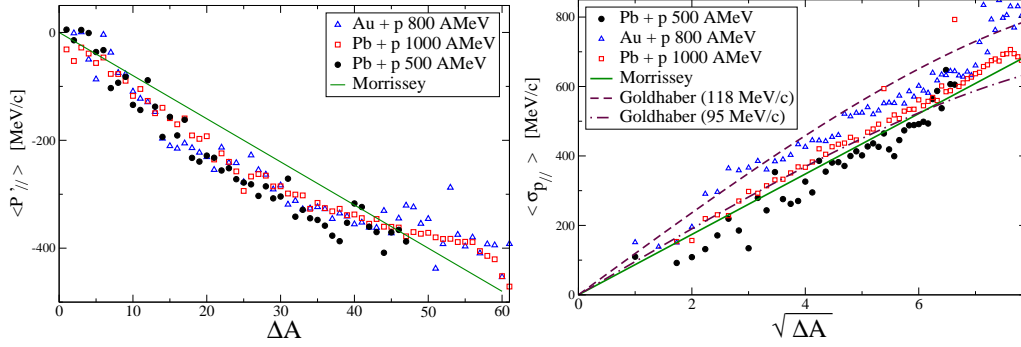 Au + p 800 AMeV
Pb + p 1000 AMeV
Pb + p 500 AMeV
Morrissey
0
-200
-400
<P'//> [MeV/c]
0 10 20 30 40 50 60
ΔA
Pb + p 500 AMeV
Au + p 800 AMeV
Pb + p 1000 AMeV
Morrissey
Goldhaber (118 MeV/c)
Goldhaber (95 MeV/c)
800
600
400
200
0
< σp// > [MeV/c]
0 2 4 6
√ΔA